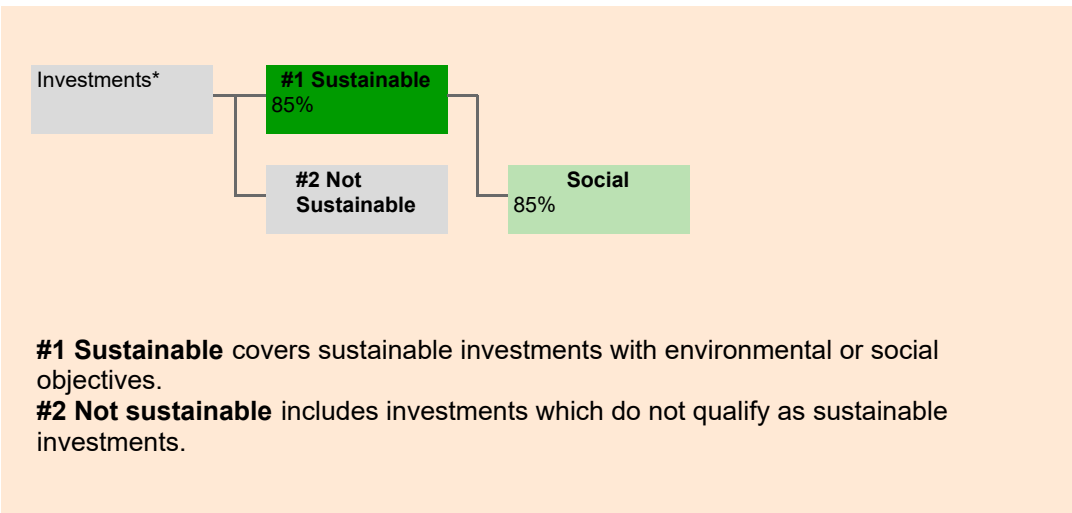 Investments*
#1 Sustainable
85%
#2 Not
Sustainable
Social
85%
#1 Sustainable covers sustainable investments with environmental or social
objectives.
#2 Not sustainable includes investments which do not qualify as sustainable
investments.